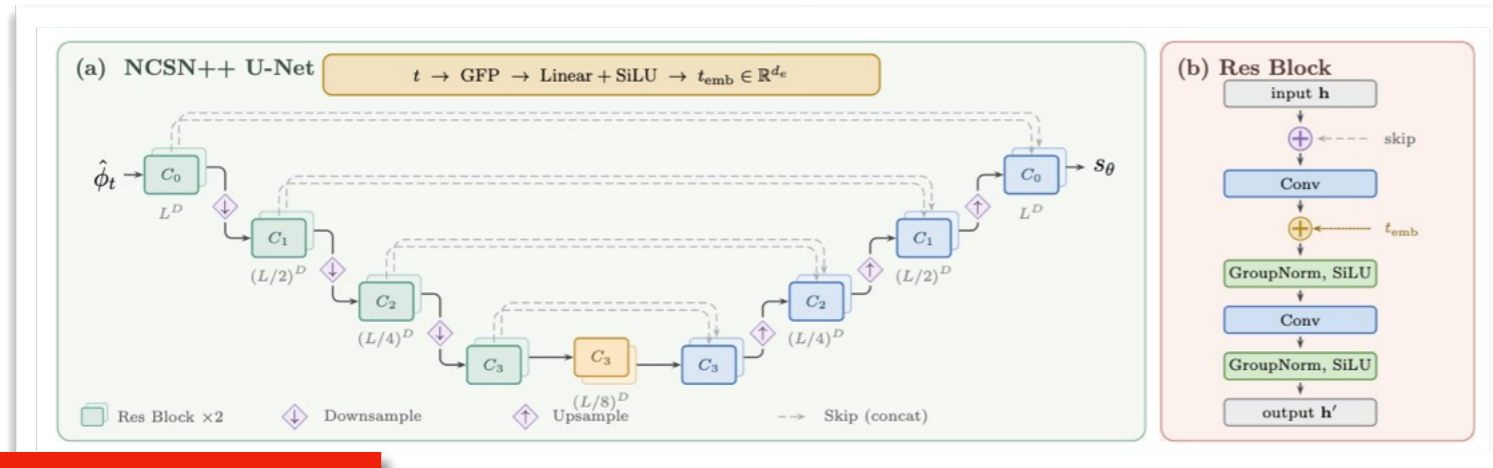 (a) NCSN++ U-Net
t → GFP → Linear + SiLU → t_emb ∈ ℝ^{d_e}
ϕ̂_t
C_0
L^D
C_1
(L/2)^D
C_2
(L/4)^D
C_3
C_3
(L/8)^D
C_3
C_2
(L/4)^D
C_1
(L/2)^D
C_0
L^D
s_θ
Res Block ×2
Downsample
Upsample
Skip (concat)
(b) Res Block
input h
skip
Conv
t_emb
GroupNorm, SiLU
Conv
GroupNorm, SiLU
output h′